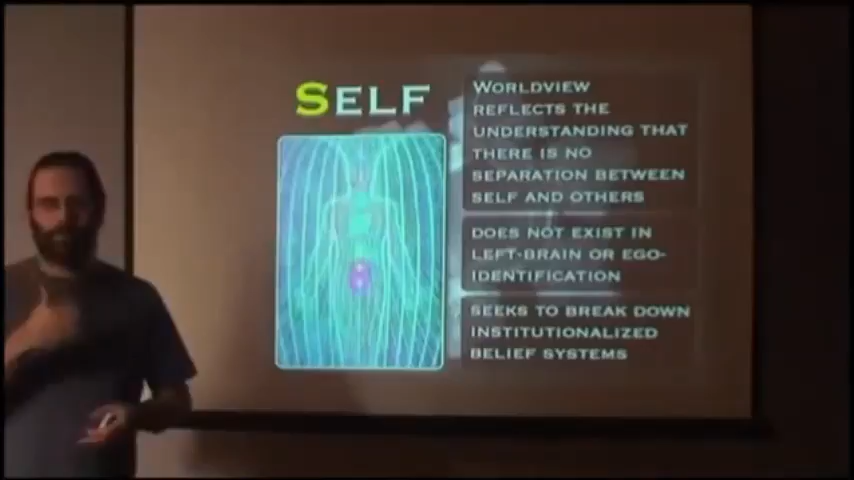 SELF
WORLDVIEW
REFLECTS THE
UNDERSTANDING THAT
THERE IS NO
SEPARATION BETWEEN
SELF AND OTHERS
DOES NOT EXIST IN
LEFT-BRAIN OR EGO-
IDENTIFICATION
SEEKS TO BREAK DOWN
INSTITUTIONALIZED
BELIEF SYSTEMS